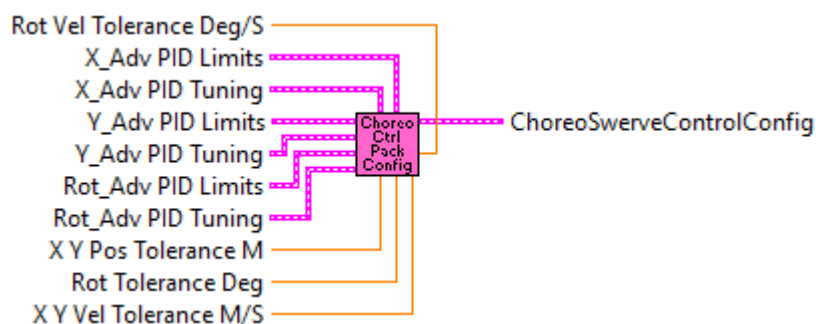 Rot Vel Tolerance Deg/S
X_Adv PID Limits
X_Adv PID Tuning
Y_Adv PID Limits
Y_Adv PID Tuning
Rot_Adv PID Limits
Rot_Adv PID Tuning
X Y Pos Tolerance M
Rot Tolerance Deg
X Y Vel Tolerance M/S
Choreo
Ctrl
Pack
Config
ChoreoSwerveControlConfig